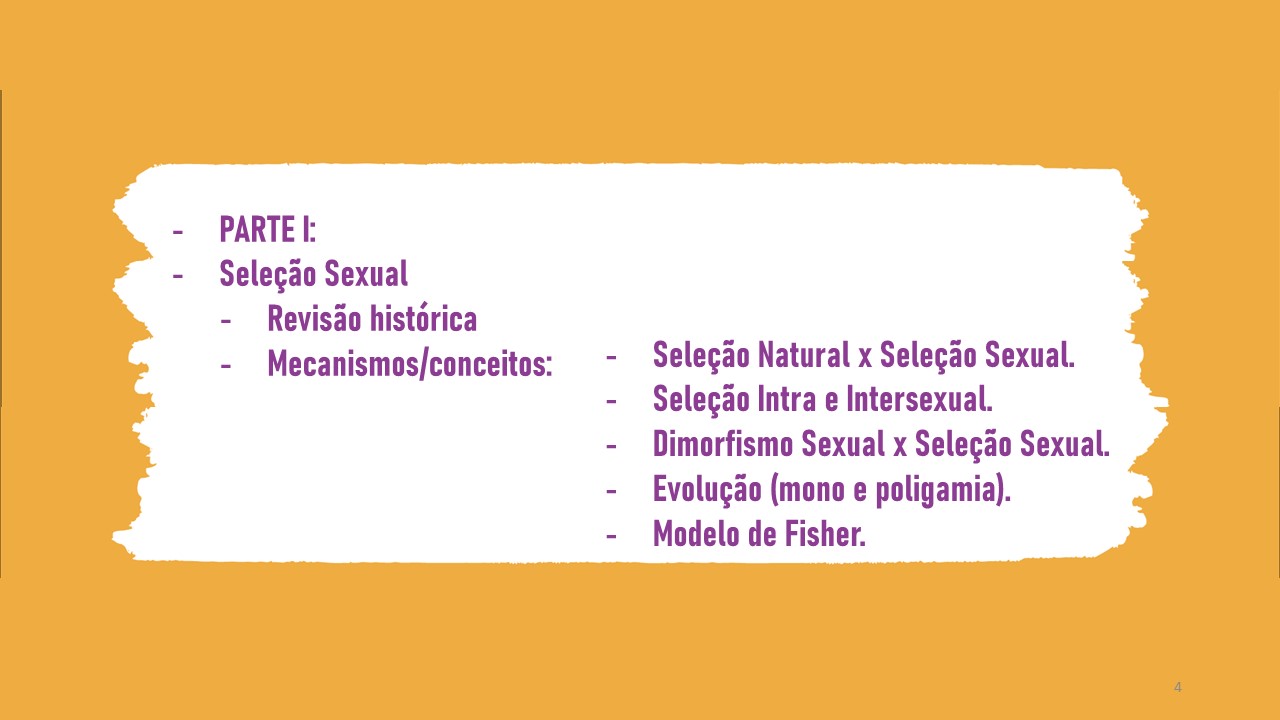 - PARTE I:
- Seleção Sexual
- Revisão histórica
- Mecanismos/conceitos:
- Seleção Natural x Seleção Sexual.
- Seleção Intra e Intersexual.
- Dimorfismo Sexual x Seleção Sexual.
- Evolução (mono e poligamia).
- Modelo de Fisher.
4